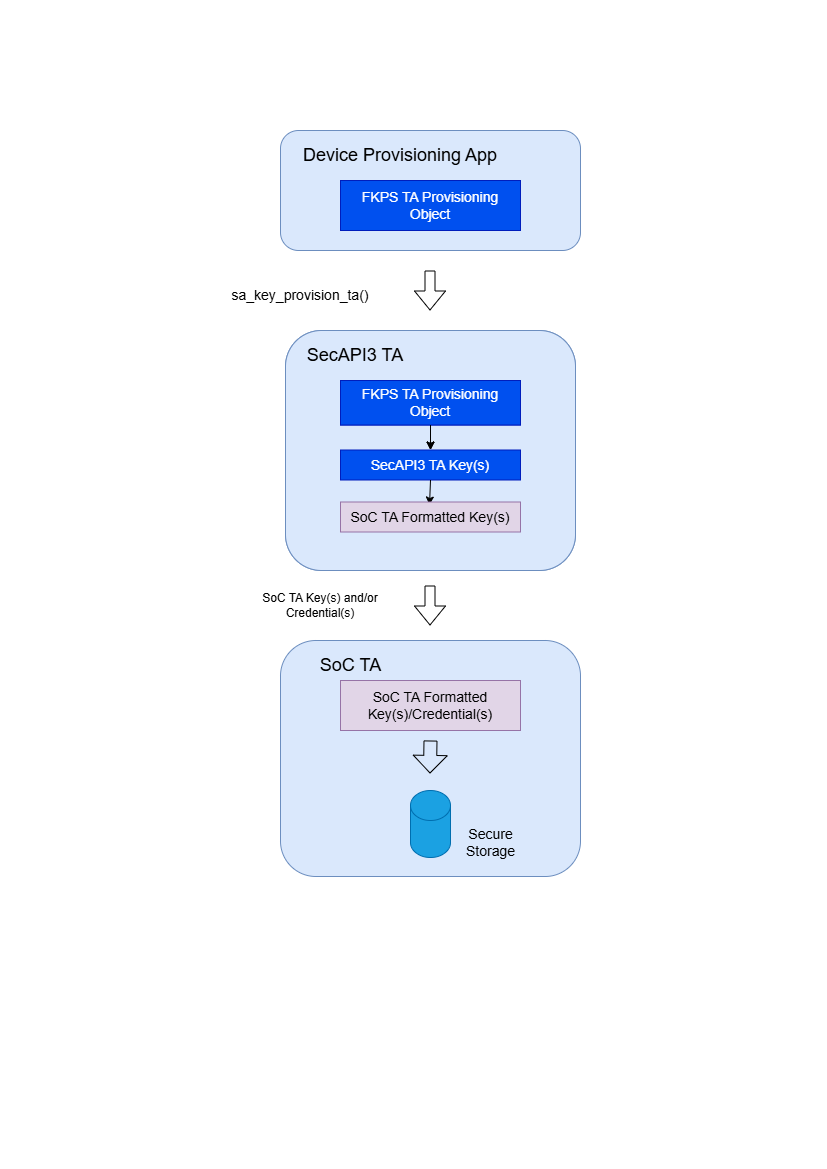 Device Provisioning App
FKPS TA Provisioning
Object
sa_key_provision_ta()
SecAPI3 TA
FKPS TA Provisioning
Object
SecAPI3 TA Key(s)
SoC TA Formatted Key(s)
SoC TA Key(s) and/or
Credential(s)
SoC TA
SoC TA Formatted
Key(s)/Credential(s)
Secure
Storage